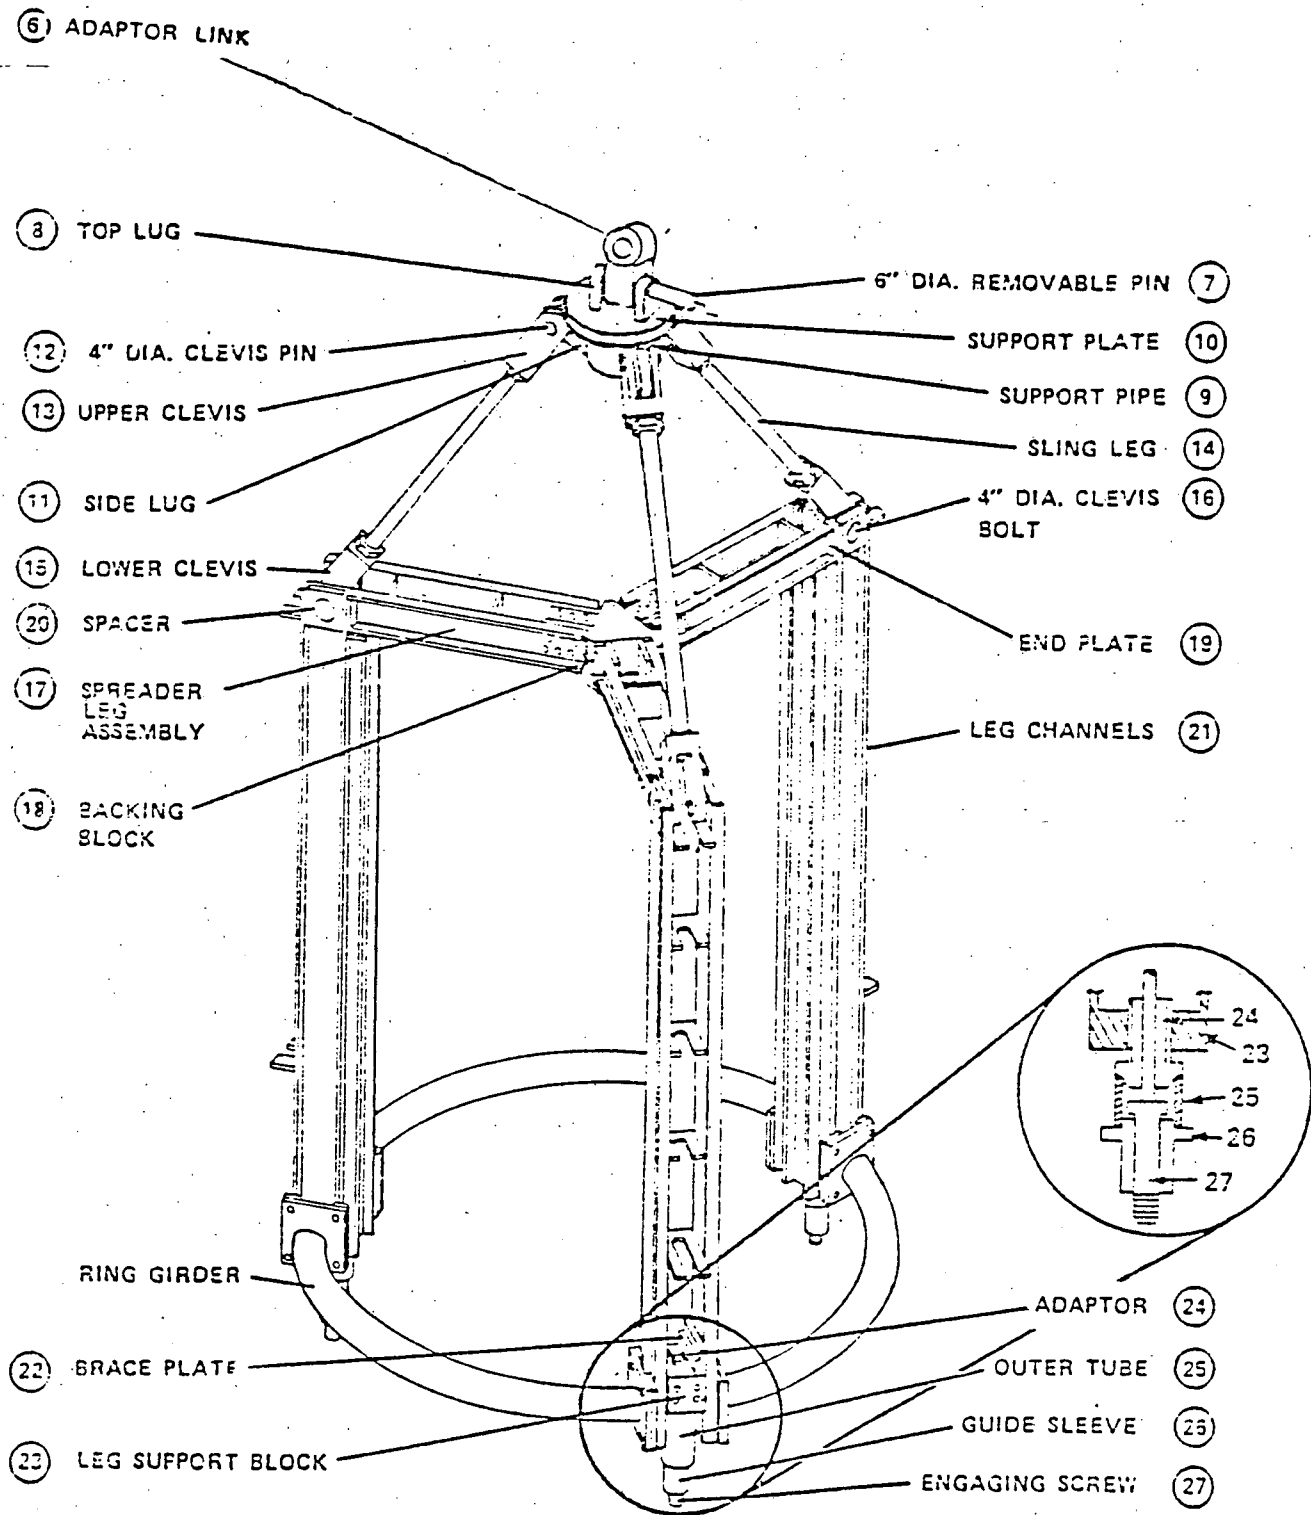 6 ADAPTOR LINK
8 TOP LUG
6" DIA. REMOVABLE PIN 7
12 4" DIA. CLEVIS PIN
SUPPORT PLATE 10
13 UPPER CLEVIS
SUPPORT PIPE 9
SLING LEG 14
11 SIDE LUG
4" DIA. CLEVIS 16
BOLT
15 LOWER CLEVIS
20 SPACER
END PLATE 19
17 SPREADER
LEG
ASSEMBLY
LEG CHANNELS 21
18 BACKING
BLOCK
24
23
25
26
27
RING GIRDER
ADAPTOR 24
22 BRACE PLATE
OUTER TUBE 25
GUIDE SLEEVE 26
23 LEG SUPPORT BLOCK
ENGAGING SCREW 27